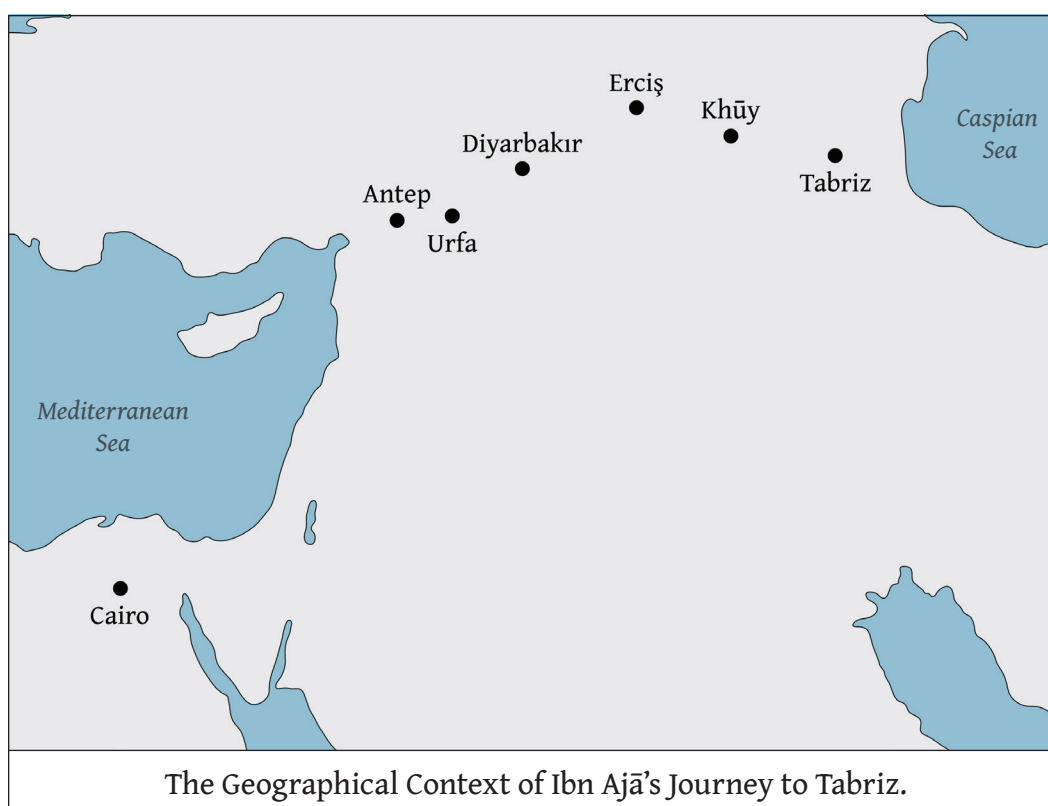 Erciş
Khūy
Caspian
Sea
Diyarbakır
Tabriz
Antep
Urfa
Mediterranean
Sea
Cairo
The Geographical Context of Ibn Ajā’s Journey to Tabriz.